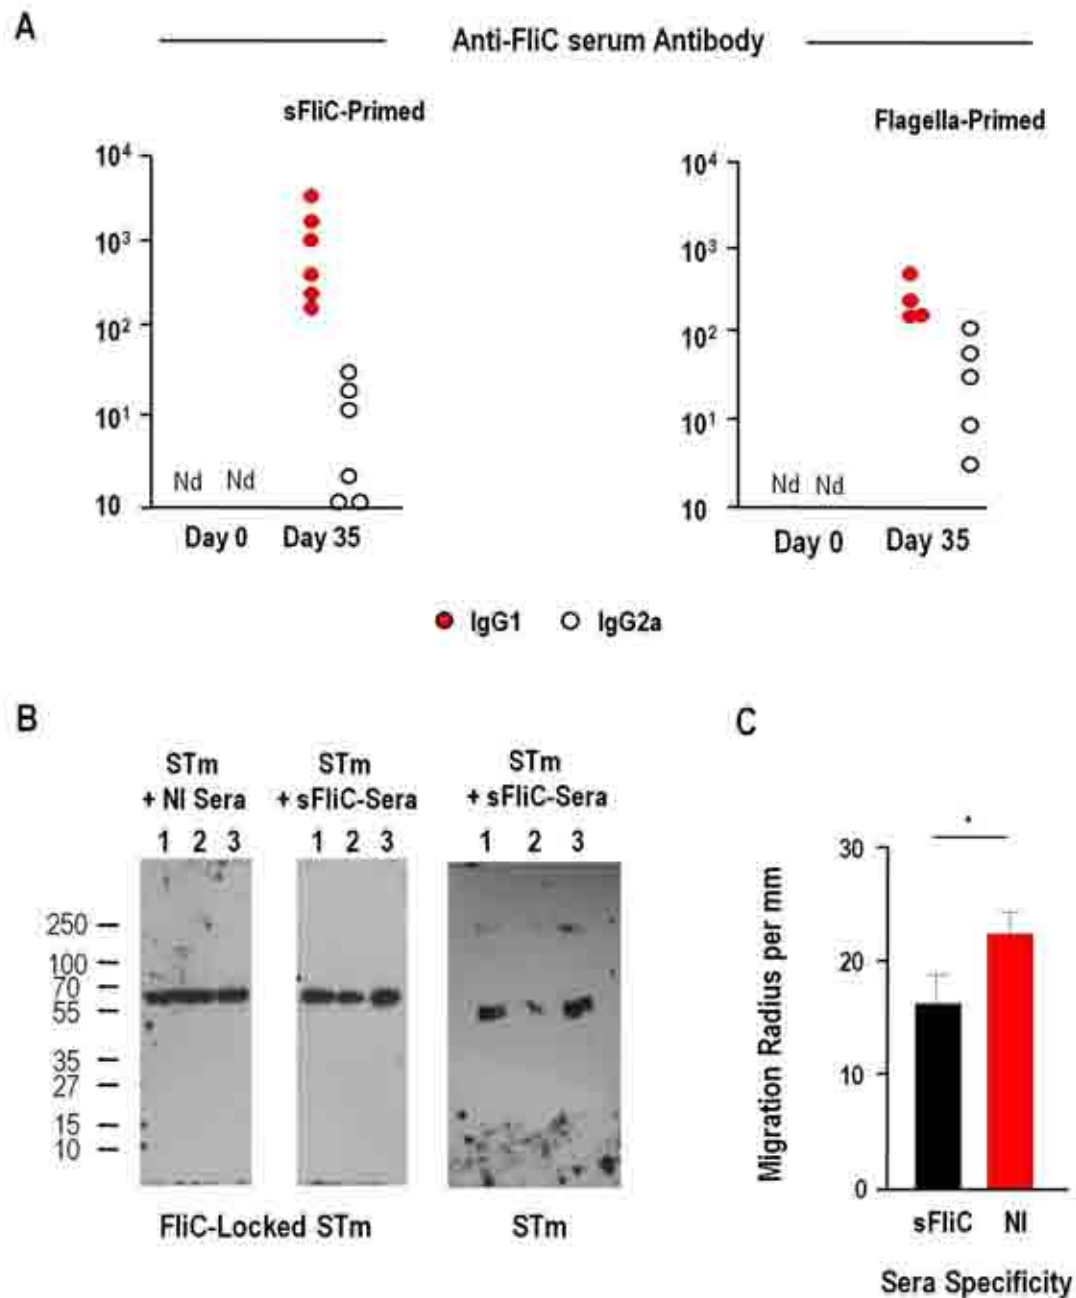 A
Anti-FliC serum Antibody
sFliC-Primed
Flagella-Primed
10⁴
10³
10²
10¹
10
Nd Nd
Day 0 Day 35
10⁴
10³
10²
10¹
10
Nd Nd
Day 0 Day 35
IgG1 IgG2a
B
STm
+ NI Sera
1 2 3
STm
+ sFliC-Sera
1 2 3
STm
+ sFliC-Sera
1 2 3
250
100
70
55
35
27
15
10
FliC-Locked STm
STm
C
*
Migration Radius per mm
30
20
10
0
sFliC NI
Sera Specificity